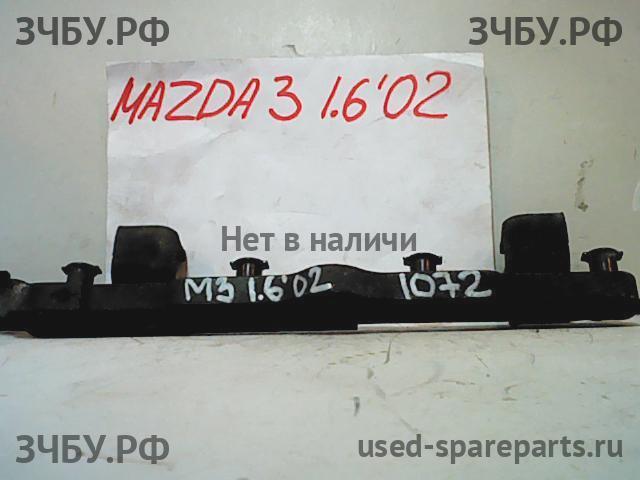 ЗЧБУ.РФ ЗЧБУ.РФ
MAZDA 3 1.6'02
Нет в наличи
M3 1.6'02 1072
ЗЧБУ.РФ used-spareparts.ru